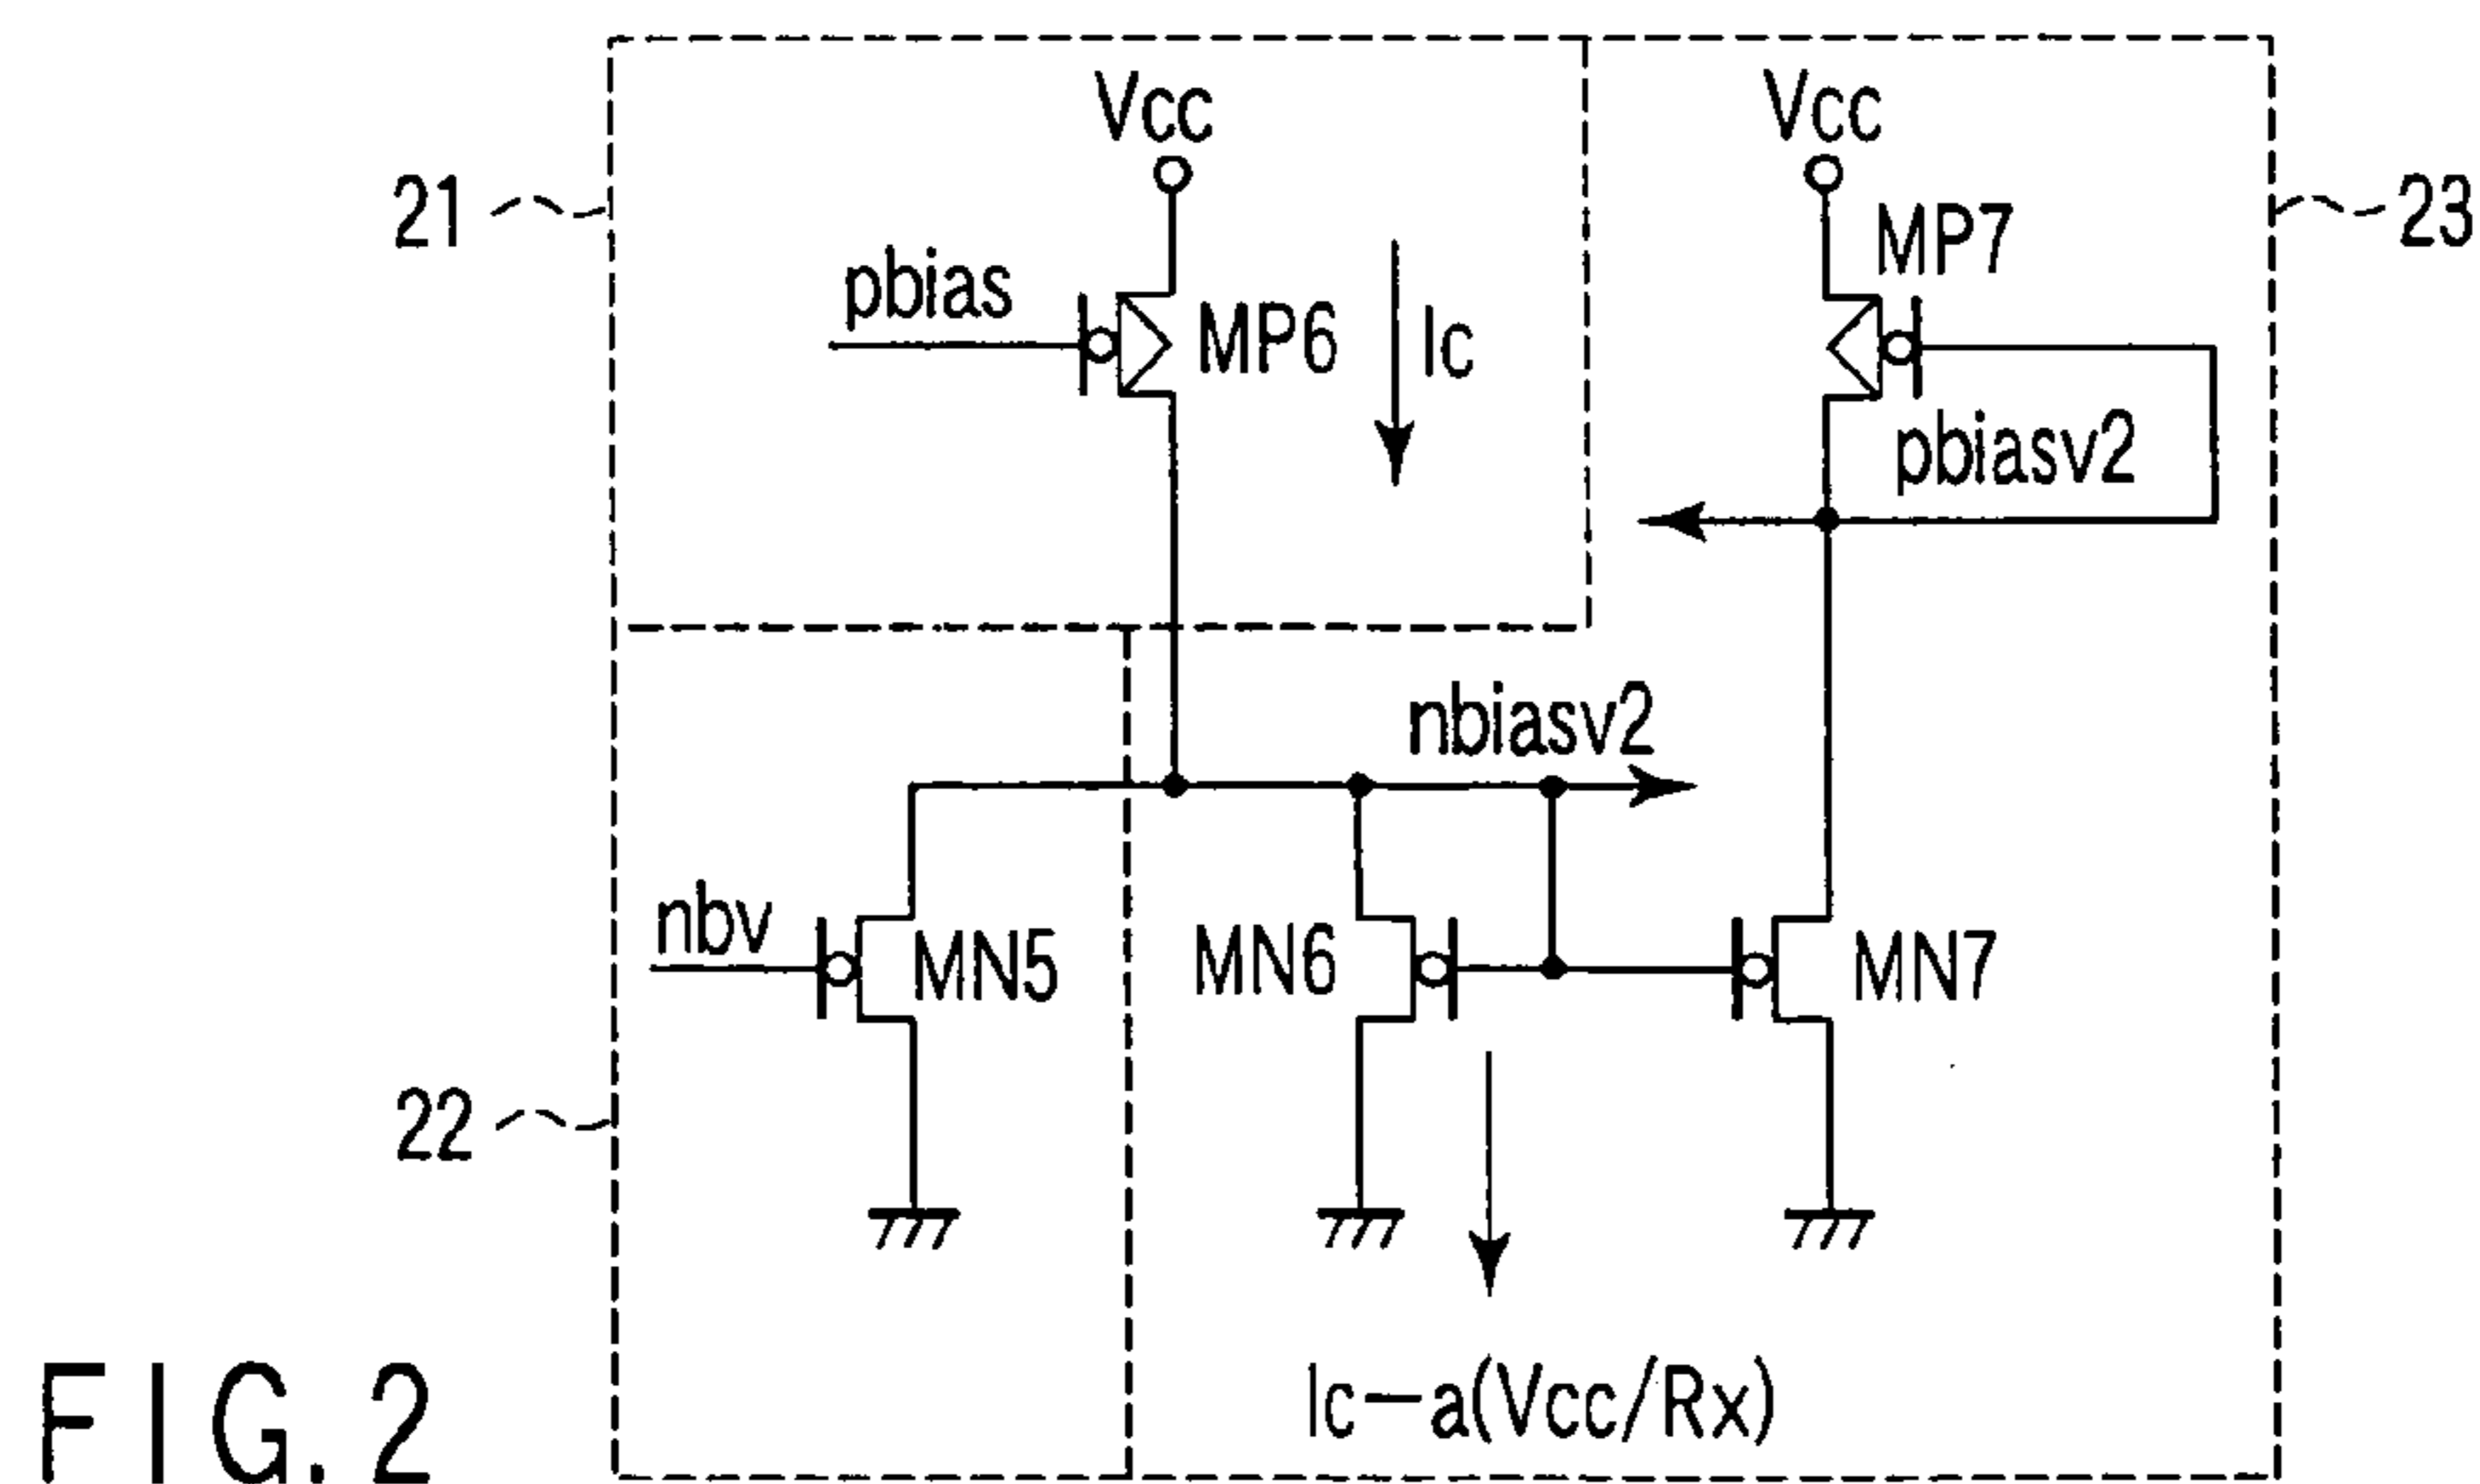 Vcc
Vcc
21
23
MP7
pbias
MP6
Ic
pbiasv2
nbiasv2
nbv
MN5
MN6
MN7
22
Ic-a(Vcc/Rx)
FIG. 2